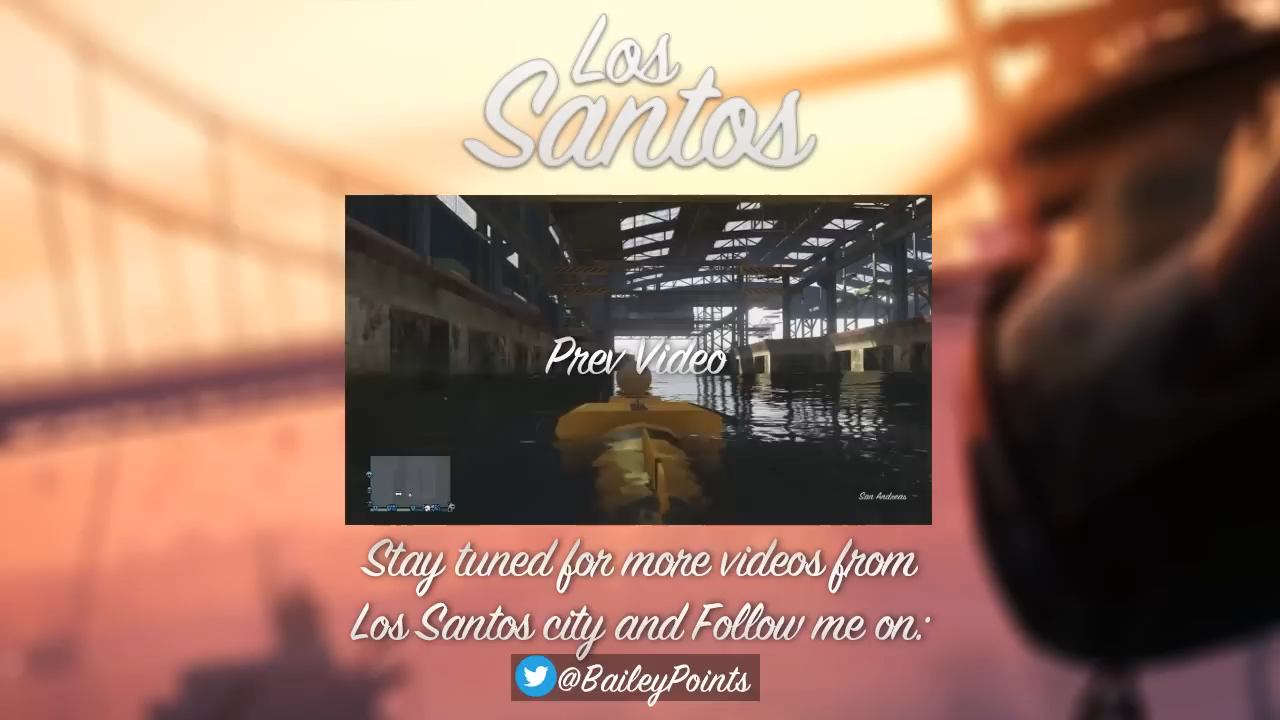 Los
Santos
Prev Video
San Andreas
Stay tuned for more videos from
Los Santos city and Follow me on:
@BaileyPoints